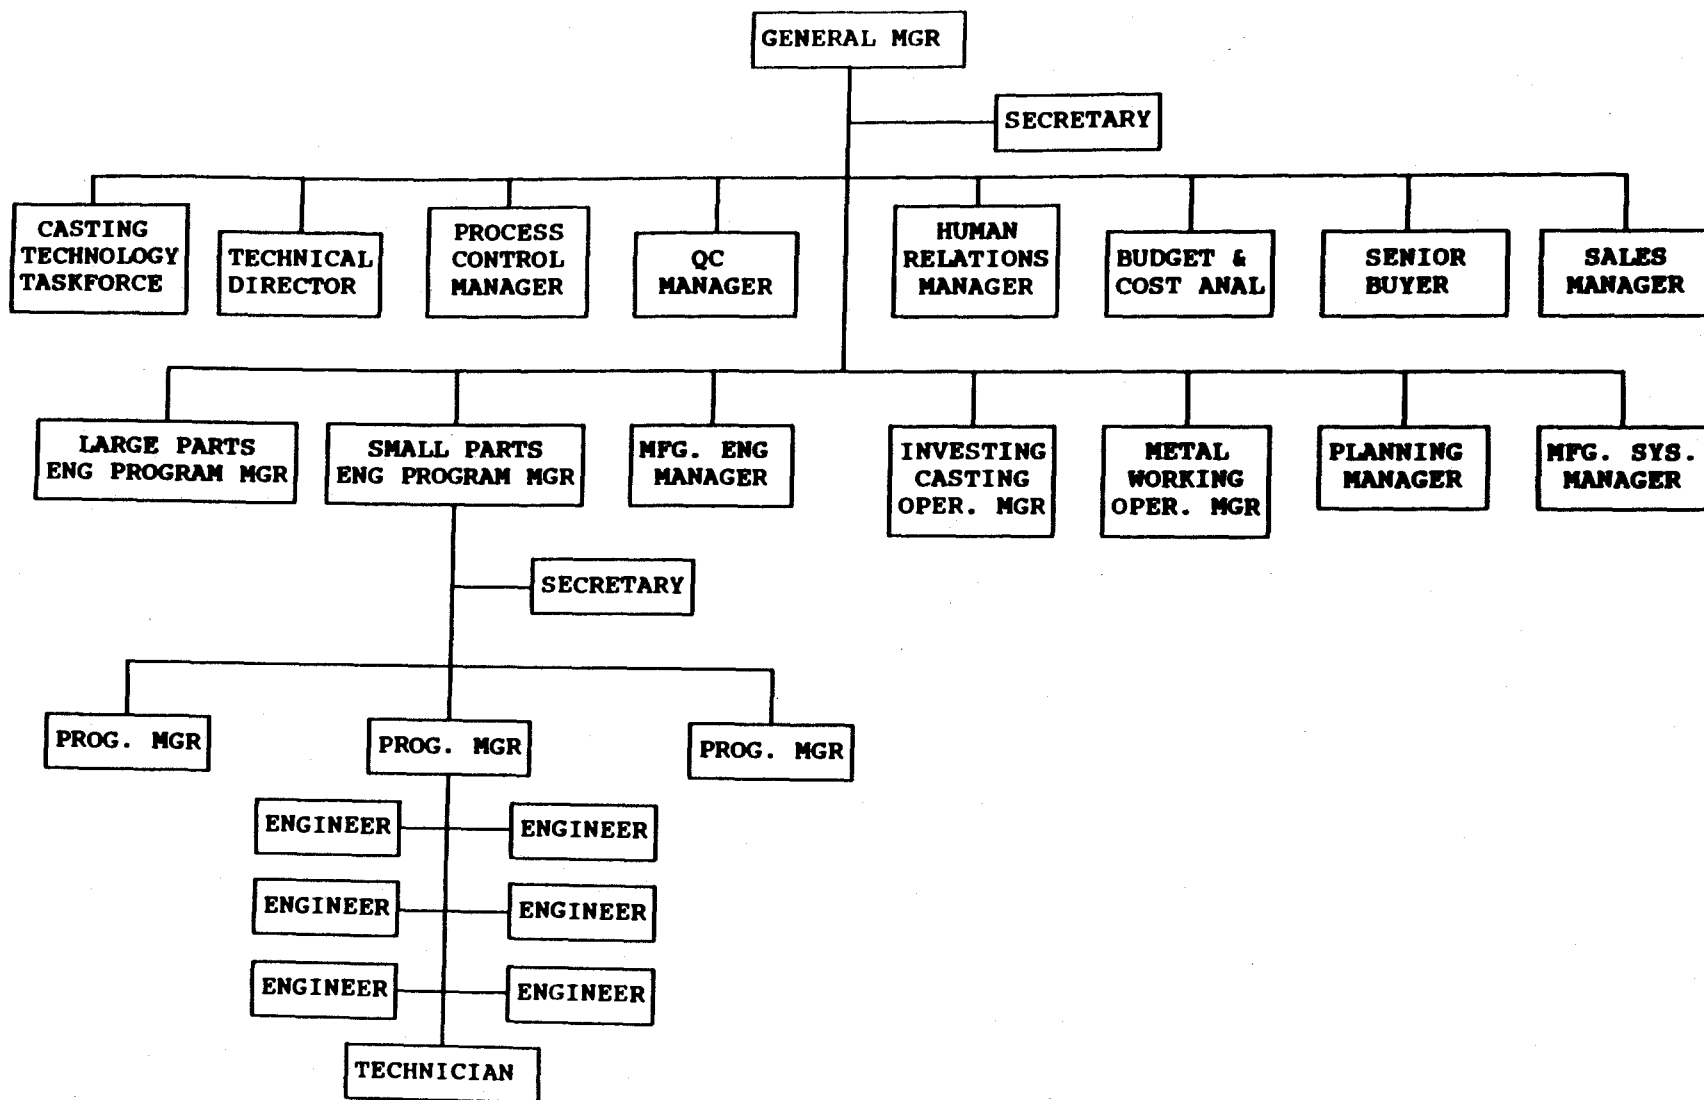 GENERAL MGR
SECRETARY
CASTING
TECHNOLOGY
TASKFORCE
TECHNICAL
DIRECTOR
PROCESS
CONTROL
MANAGER
QC
MANAGER
HUMAN
RELATIONS
MANAGER
BUDGET &
COST ANAL
SENIOR
BUYER
SALES
MANAGER
LARGE PARTS
ENG PROGRAM MGR
SMALL PARTS
ENG PROGRAM MGR
MFG. ENG
MANAGER
INVESTING
CASTING
OPER. MGR
METAL
WORKING
OPER. MGR
PLANNING
MANAGER
MFG. SYS.
MANAGER
SECRETARY
PROG. MGR
PROG. MGR
PROG. MGR
ENGINEER
ENGINEER
ENGINEER
ENGINEER
ENGINEER
ENGINEER
TECHNICIAN